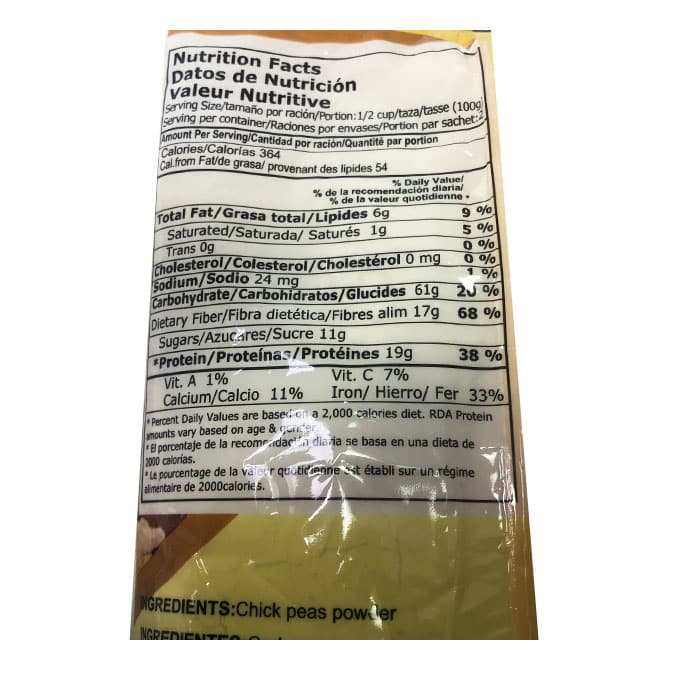 Nutrition Facts
Datos de Nutrición
Valeur Nutritive
Serving Size/tamaño por ración/Portion:1/2 cup/taza/tasse (100g
Serving per container/Raciones por envases/Portion par sachet:
Amount Per Serving/Cantidad por ración/Quantité par portion
Calories/Calorías 364
Cal.from Fat/de grasa/ provenant des lipides 54
% Daily Value/
% de la recomendación diaria/
% de la valeur quotidienne *
Total Fat/Grasa total/Lipides 6g 9 %
Saturated/Saturada/ Saturés 1g 5 %
Trans 0g 0 %
Cholesterol/Colesterol/Cholestérol 0 mg 0 %
Sodium/Sodio 24 mg 1 %
Carbohydrate/Carbohidratos/Glucides 61g 20 %
Dietary Fiber/Fibra dietética/Fibres alim 17g 68 %
Sugars/Azucares/Sucre 11g
*Protein/Proteínas/Protéines 19g 38 %
Vit. A 1% Vit. C 7%
Calcium/Calcio 11% Iron/ Hierro/ Fer 33%
* Percent Daily Values are based on a 2,000 calories diet. RDA Protein
amounts vary based on age & gender.
* El porcentaje de la recomendación diaria se basa en una dieta de
2000 calorías.
* Le pourcentage de la valeur quotidienne est établi sur un régime
alimentaire de 2000calories.
INGREDIENTS:Chick peas powder